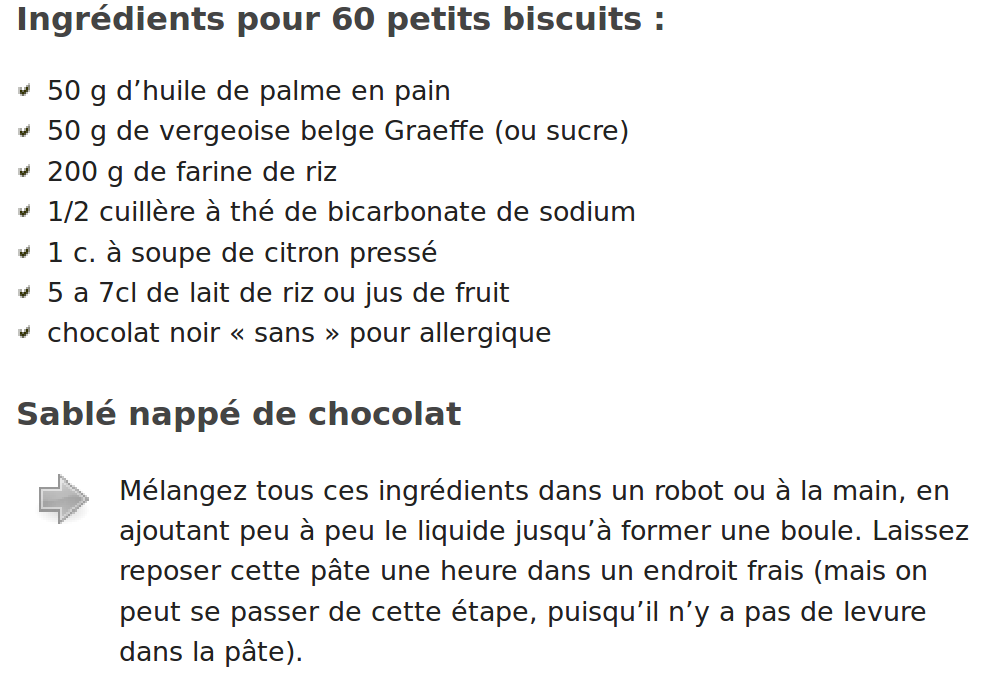 Ingrédients pour 60 petits biscuits :
50 g d’huile de palme en pain
50 g de vergeoise belge Graeffe (ou sucre)
200 g de farine de riz
1/2 cuillère à thé de bicarbonate de sodium
1 c. à soupe de citron pressé
5 a 7cl de lait de riz ou jus de fruit
chocolat noir « sans » pour allergique
Sablé nappé de chocolat
Mélangez tous ces ingrédients dans un robot ou à la main, en
ajoutant peu à peu le liquide jusqu’à former une boule. Laissez
reposer cette pâte une heure dans un endroit frais (mais on
peut se passer de cette étape, puisqu’il n’y a pas de levure
dans la pâte).